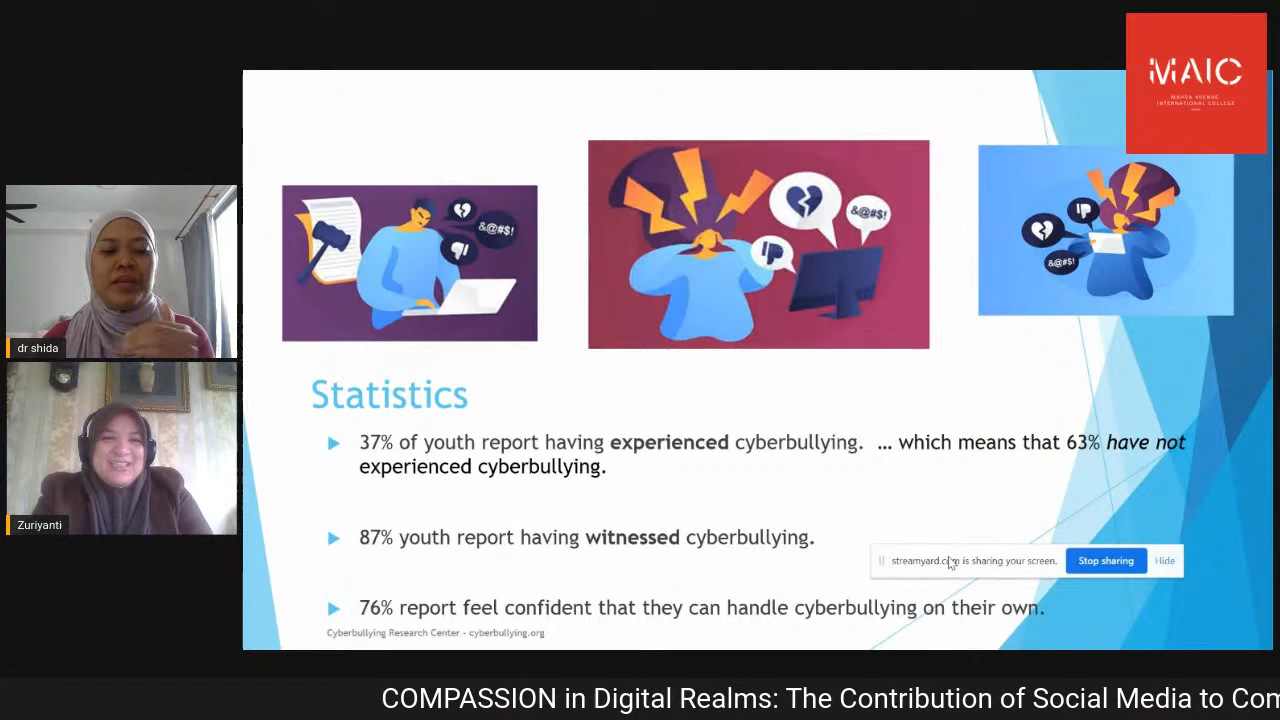 MAIC
MAHSA AVENUE
INTERNATIONAL COLLEGE
&@#$!
&@#$!
&@#$!
dr shida
Zuriyanti
Statistics
37% of youth report having experienced cyberbullying. … which means that 63% have not
experienced cyberbullying.
87% youth report having witnessed cyberbullying.
streamyard.com is sharing your screen. Stop sharing Hide
76% report feel confident that they can handle cyberbullying on their own.
Cyberbullying Research Center - cyberbullying.org
COMPASSION in Digital Realms: The Contribution of Social Media to Com